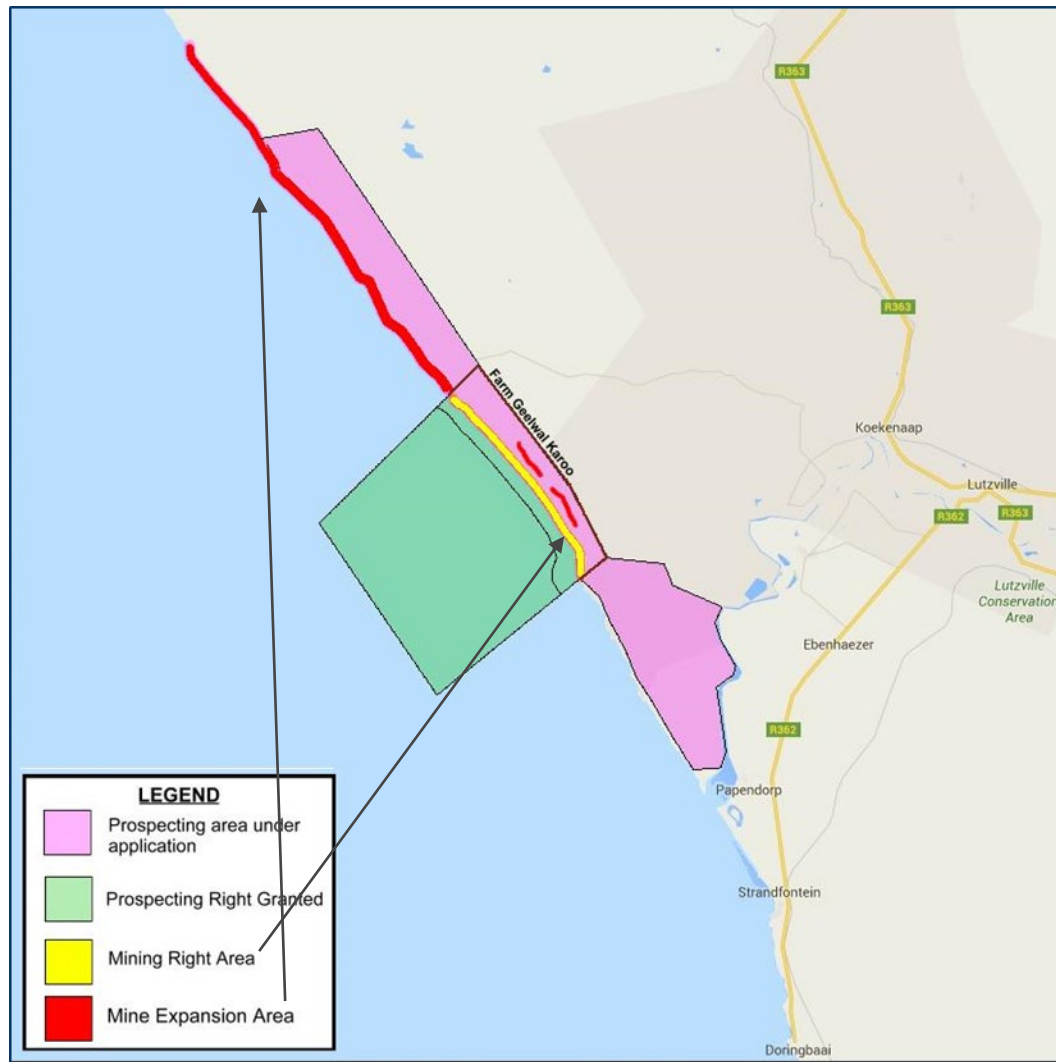 R363
R363
Farm Geelwal Karoo
Koekenaap
Lutzville
R362
R363
Lutzville
Conservation
Area
Ebenhaezer
R362
Papendorp
Strandfontein
Doringbaai
LEGEND
Prospecting area under
application
Prospecting Right Granted
Mining Right Area
Mine Expansion Area